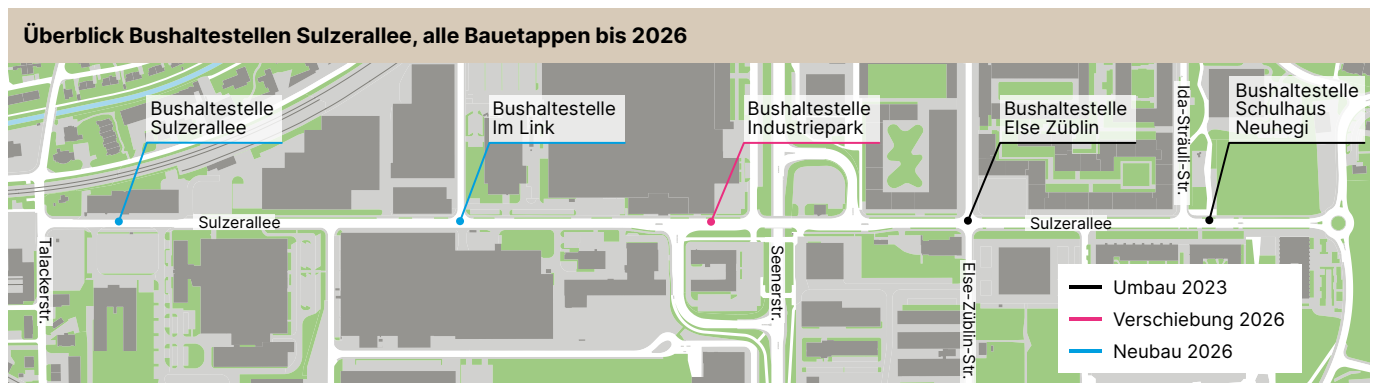 Überblick Bushaltestellen Sulzerallee, alle Bauetappen bis 2026
Bushaltestelle
Sulzerallee
Bushaltestelle
Im Link
Bushaltestelle
Industriepark
Bushaltestelle
Else Züblin
Ida-Sträuli-Str.
Bushaltestelle
Schulhaus
Neuhegi
Sulzerallee
Sulzerallee
Talackerstr.
Seenerstr.
Else-Züblin-Str.
Umbau 2023
Verschiebung 2026
Neubau 2026